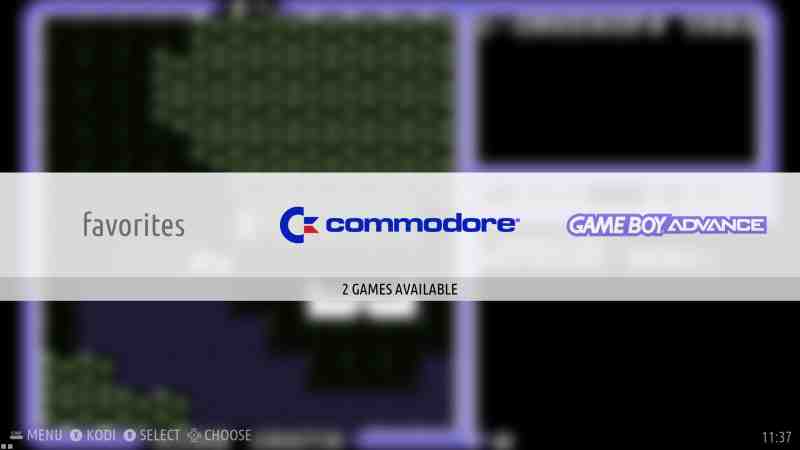 favorites
commodore
GAME BOY ADVANCE
2 GAMES AVAILABLE
MENU KODI SELECT CHOOSE
11:37